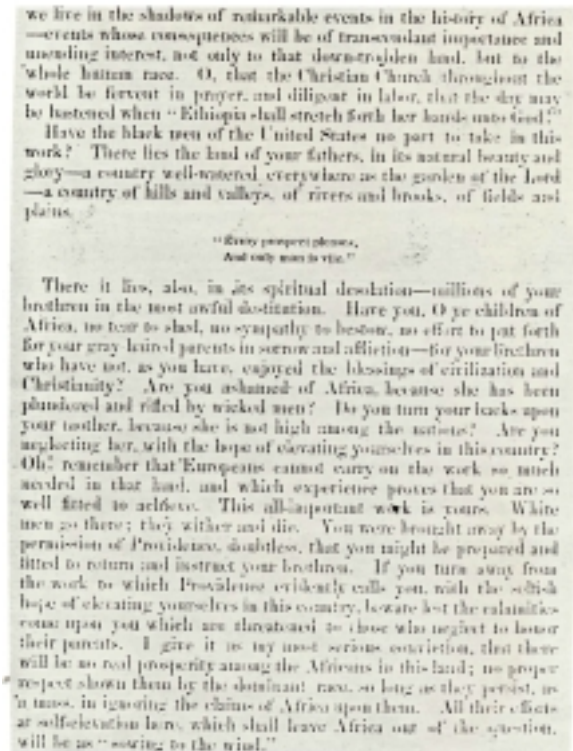 we live in the shadows of remarkable events in the history of Africa
—events whose consequences will be of transcendant importance and
unending interest, not only to that down-trodden land, but to the
whole human race. O, that the Christian Church throughout the
world be fervent in prayer, and diligent in labor, that the day may
be hastened when "Ethiopia shall stretch forth her hands unto God!"
Have the black men of the United States no part to take in this
work? There lies the land of your fathers, in its natural beauty and
glory—a country well-watered everywhere as the garden of the Lord
—a country of hills and valleys, of rivers and brooks, of fields and
plains.
"Every prospect pleases,
And only man is vile."
There it lies, also, in its spiritual desolation—millions of your
brethren in the most awful destitution. Have you, O ye children of
Africa, no tear to shed, no sympathy to bestow, no effort to put forth
for your gray-haired parents in sorrow and affliction—for your brethren
who have not, as you have, enjoyed the blessings of civilization and
Christianity? Are you ashamed of Africa, because she has been
plundered and rifled by wicked men? Do you turn your backs upon
your mother, because she is not high among the nations? Are you
neglecting her, with the hope of elevating yourselves in this country?
Oh! remember that Europeans cannot carry on the work so much
needed in that land, and which experience proves that you are so
well fitted to achieve. This all-important work is yours. White
men go there; they wither and die. You were brought away by the
permission of Providence, doubtless, that you might be prepared and
fitted to return and instruct your brethren. If you turn away from
the work to which Providence evidently calls you, with the selfish
hope of elevating yourselves in this country, beware lest the calamities
come upon you which are threatened to those who neglect to honor
their parents. I give it as my most serious conviction, that there
will be no real prosperity among the Africans in this land; no proper
respect shown them by the dominant race, so long as they persist, as
a mass, in ignoring the claims of Africa upon them. All their efforts
at self-elevation here, which shall leave Africa out of the question,
will be as "sowing to the wind."